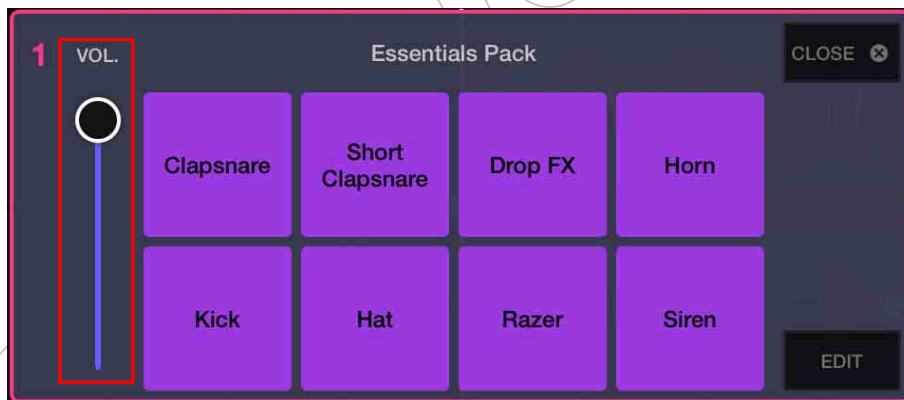 1 VOL. Essentials Pack CLOSE
Clapsnare
Short
Clapsnare
Drop FX
Horn
Kick
Hat
Razer
Siren
EDIT